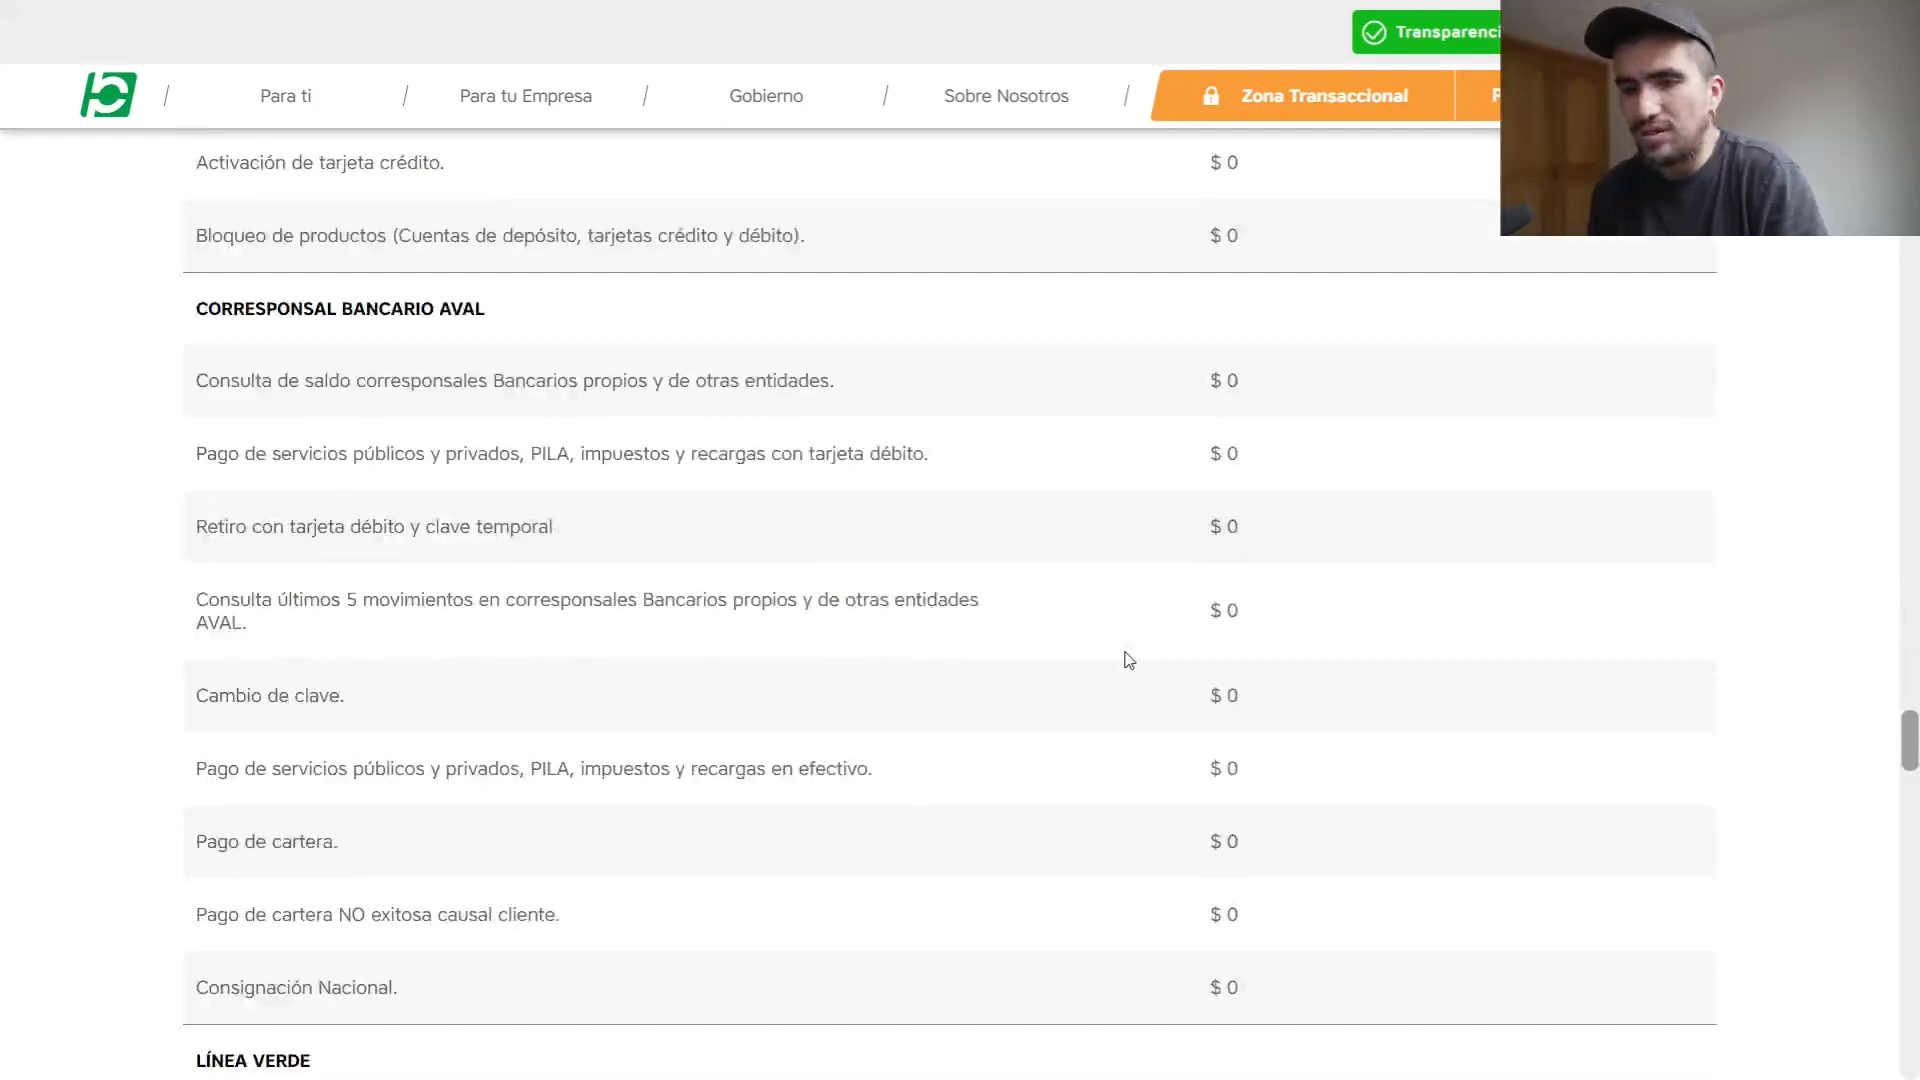 Transparenci
Para ti
Para tu Empresa
Gobierno
Sobre Nosotros
Zona Transaccional
P
Activación de tarjeta crédito. $ 0
Bloqueo de productos (Cuentas de depósito, tarjetas crédito y débito). $ 0
CORRESPONSAL BANCARIO AVAL
Consulta de saldo corresponsales Bancarios propios y de otras entidades. $ 0
Pago de servicios públicos y privados, PILA, impuestos y recargas con tarjeta débito. $ 0
Retiro con tarjeta débito y clave temporal $ 0
Consulta últimos 5 movimientos en corresponsales Bancarios propios y de otras entidades
AVAL. $ 0
Cambio de clave. $ 0
Pago de servicios públicos y privados, PILA, impuestos y recargas en efectivo. $ 0
Pago de cartera. $ 0
Pago de cartera NO exitosa causal cliente. $ 0
Consignación Nacional. $ 0
LÍNEA VERDE